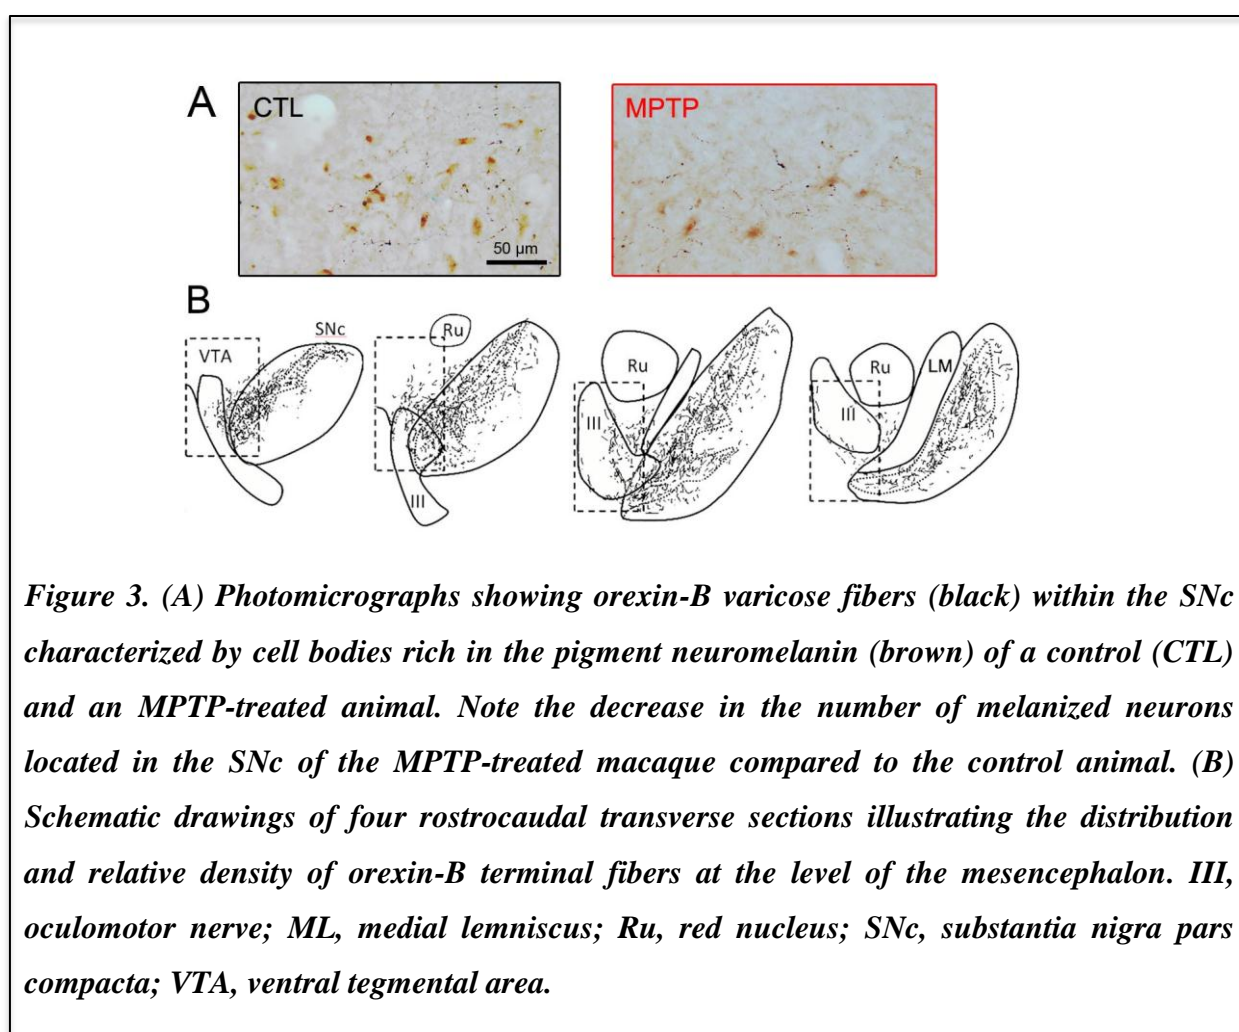 A
CTL
MPTP
50 µm
B
VTA
SNc
Ru
III
Ru
III
Ru
III
LM
Figure 3. (A) Photomicrographs showing orexin-B varicose fibers (black) within the SNc
characterized by cell bodies rich in the pigment neuromelanin (brown) of a control (CTL)
and an MPTP-treated animal. Note the decrease in the number of melanized neurons
located in the SNc of the MPTP-treated macaque compared to the control animal. (B)
Schematic drawings of four rostrocaudal transverse sections illustrating the distribution
and relative density of orexin-B terminal fibers at the level of the mesencephalon. III,
oculomotor nerve; ML, medial lemniscus; Ru, red nucleus; SNc, substantia nigra pars
compacta; VTA, ventral tegmental area.